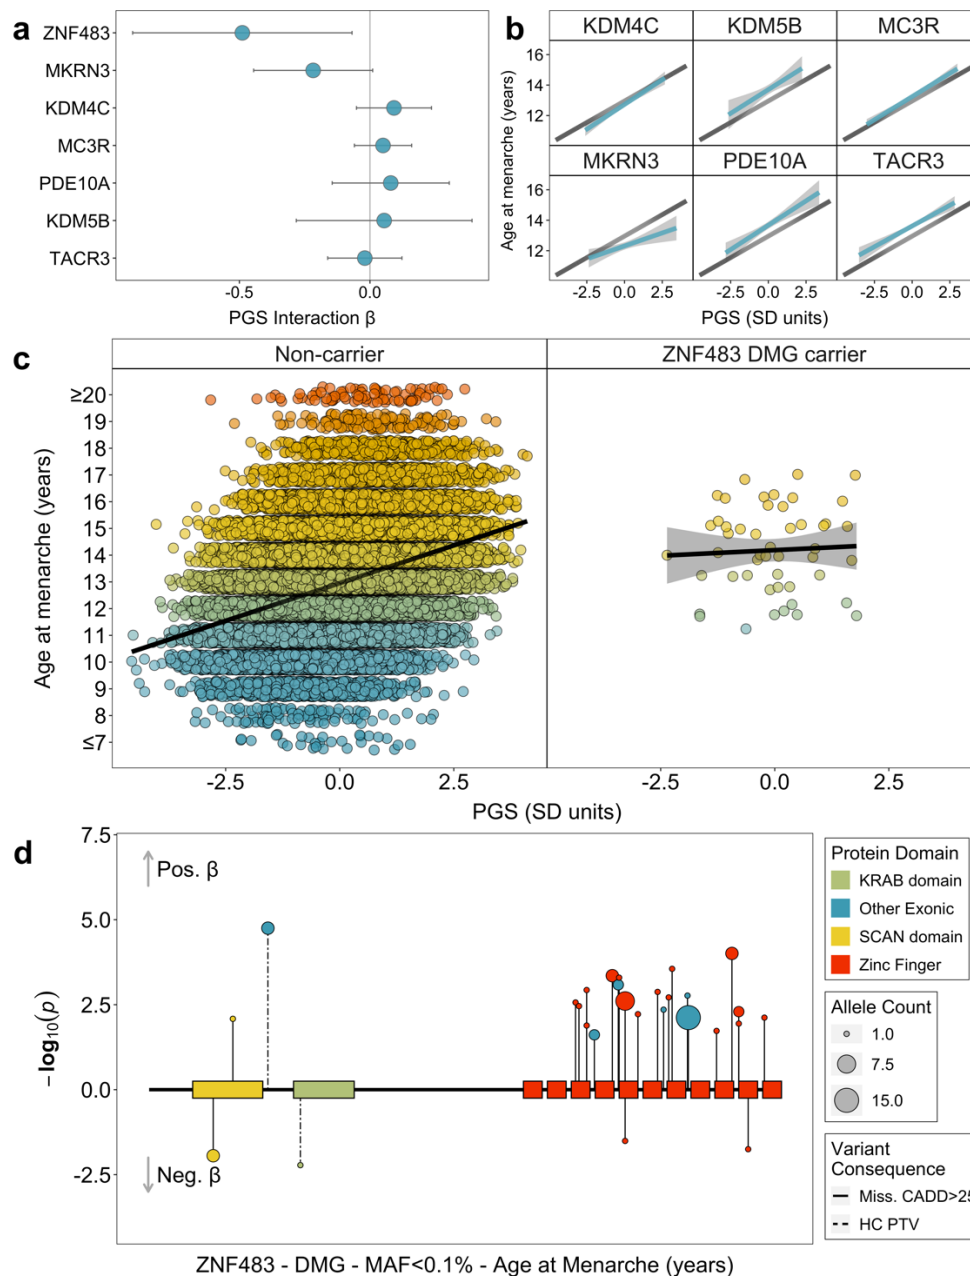 a
ZNF483
MKRN3
KDM4C
MC3R
PDE10A
KDM5B
TACR3
-0.5 0.0
PGS Interaction β
b
KDM4C KDM5B MC3R
16
14
12
MKRN3 PDE10A TACR3
16
14
12
Age at menarche (years)
-2.5 0.0 2.5 -2.5 0.0 2.5 -2.5 0.0 2.5
PGS (SD units)
c
Non-carrier ZNF483 DMG carrier
≥20
19
18
17
16
15
14
13
12
11
10
9
8
≤7
Age at menarche (years)
-2.5 0.0 2.5 -2.5 0.0 2.5
PGS (SD units)
d
7.5
5.0
2.5
0.0
-2.5
−log10(p)
Pos. β
Neg. β
ZNF483 - DMG - MAF<0.1% - Age at Menarche (years)
Protein Domain
KRAB domain
Other Exonic
SCAN domain
Zinc Finger
Allele Count
1.0
7.5
15.0
Variant
Consequence
Miss. CADD>25
HC PTV